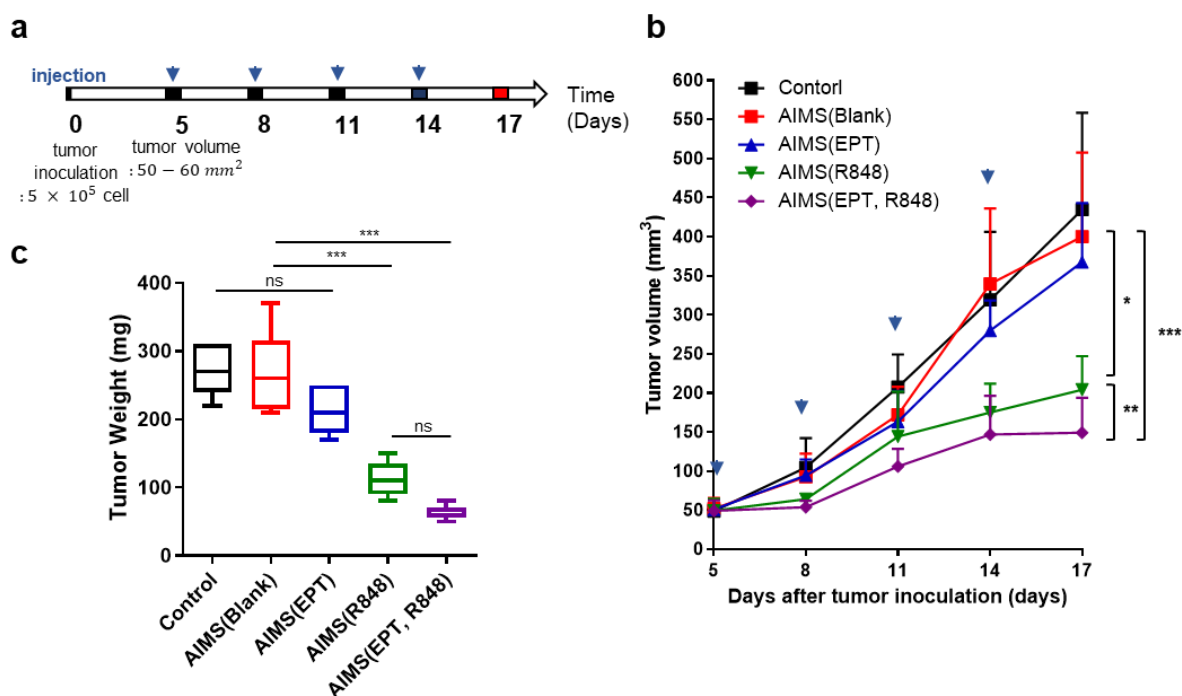 a
injection
0
5
8
11
14
17
Time
(Days)
tumor
inoculation
: 5 × 10⁵ cell
tumor volume
: 50 − 60 mm²
b
600
550
500
450
400
350
300
250
200
150
100
50
0
Tumor volume (mm³)
Contorl
AIMS(Blank)
AIMS(EPT)
AIMS(R848)
AIMS(EPT, R848)
*
**
***
5
8
11
14
17
Days after tumor inoculation (days)
c
***
***
ns
ns
400
300
200
100
0
Tumor Weight (mg)
Control
AIMS(Blank)
AIMS(EPT)
AIMS(R848)
AIMS(EPT, R848)